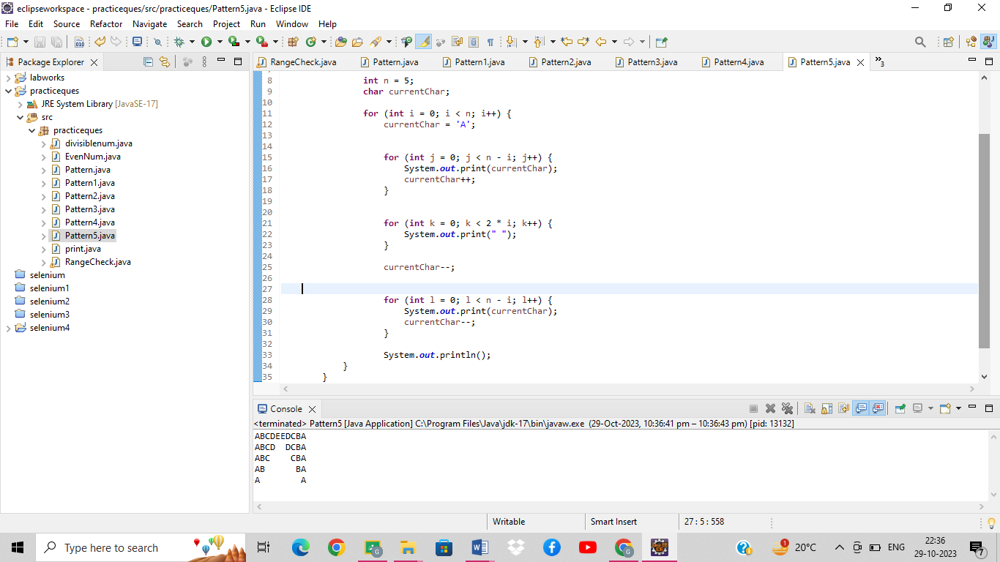 eclipseworkspace - practiceques/src/practiceques/Pattern5.java - Eclipse IDE
File Edit Source Refactor Navigate Search Project Run Window Help
Package Explorer
RangeCheck.java Pattern.java Pattern1.java Pattern2.java Pattern3.java Pattern4.java Pattern5.java »3
labworks
practiceques
JRE System Library [JavaSE-17]
src
practiceques
divisiblenum.java
EvenNum.java
Pattern.java
Pattern1.java
Pattern2.java
Pattern3.java
Pattern4.java
Pattern5.java
print.java
RangeCheck.java
selenium
selenium1
selenium2
selenium3
selenium4
8 int n = 5;
9 char currentChar;
10
11 for (int i = 0; i < n; i++) {
12 currentChar = 'A';
13
14
15 for (int j = 0; j < n - i; j++) {
16 System.out.print(currentChar);
17 currentChar++;
18 }
19
20
21 for (int k = 0; k < 2 * i; k++) {
22 System.out.print(" ");
23 }
24
25 currentChar--;
26
27
28 for (int l = 0; l < n - i; l++) {
29 System.out.print(currentChar);
30 currentChar--;
31 }
32
33 System.out.println();
34 }
35 }
Console
<terminated> Pattern5 [Java Application] C:\Program Files\Java\jdk-17\bin\javaw.exe (29-Oct-2023, 10:36:41 pm – 10:36:43 pm) [pid: 13132]
ABCDEEDCBA
ABCD  DCBA
ABC    CBA
AB      BA
A        A
Writable Smart Insert 27 : 5 : 558
Type here to search
1 20°C ENG 22:36
29-10-2023 7